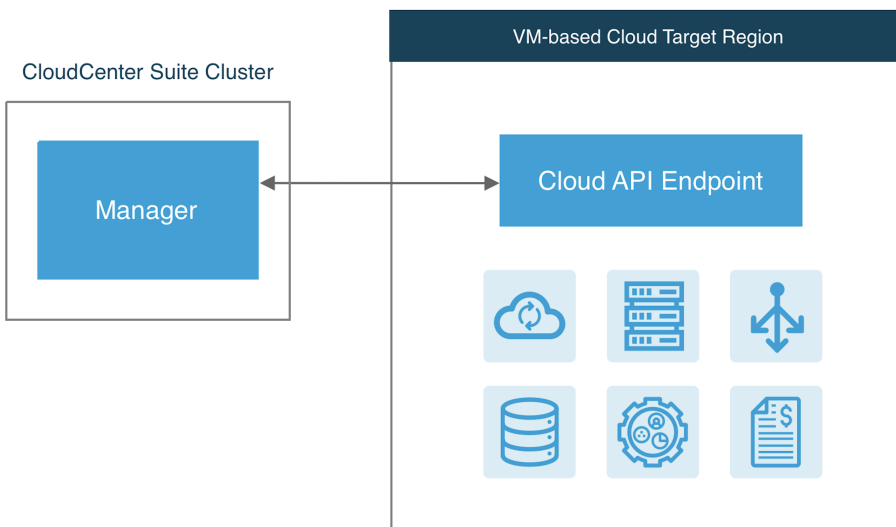 VM-based Cloud Target Region
CloudCenter Suite Cluster
Manager
Cloud API Endpoint
$